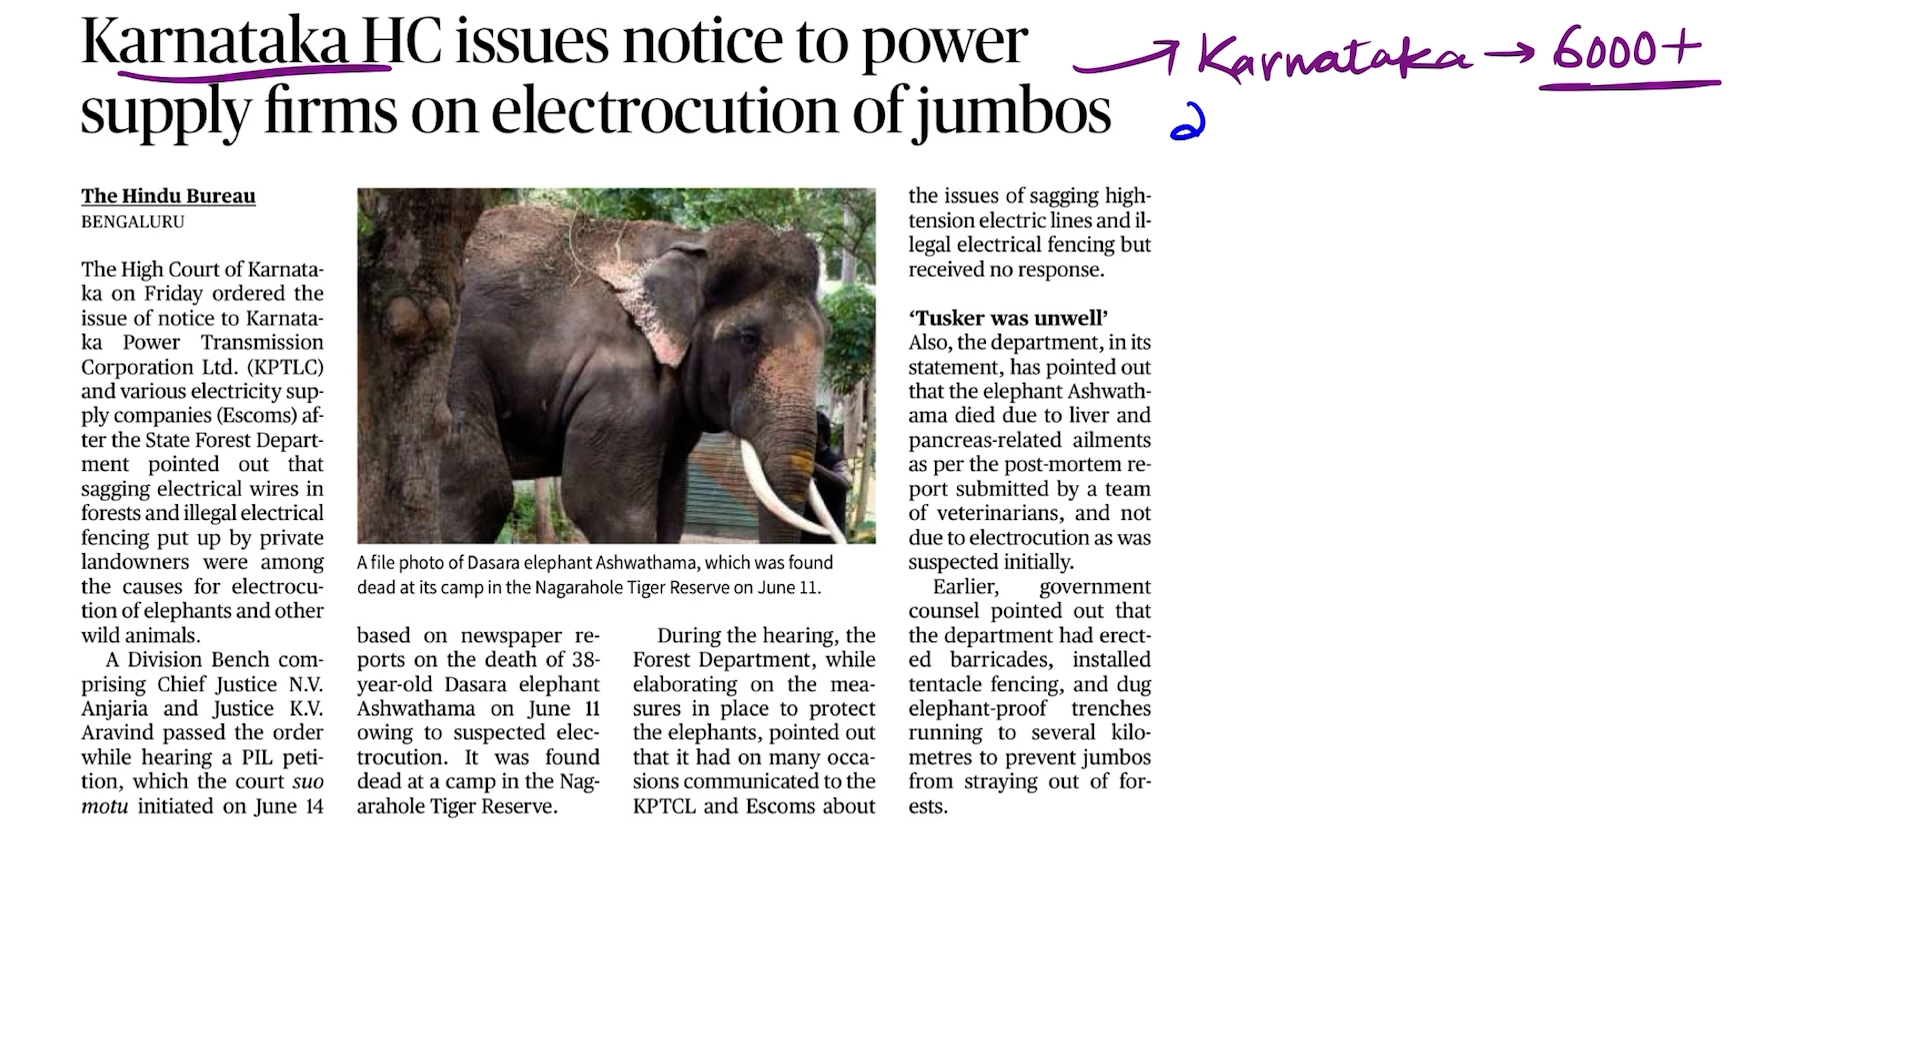 Karnataka HC issues notice to power
supply firms on electrocution of jumbos
Karnataka → 6000+
2
The Hindu Bureau
BENGALURU
The High Court of Karnata-
ka on Friday ordered the
issue of notice to Karnata-
ka Power Transmission
Corporation Ltd. (KPTLC)
and various electricity sup-
ply companies (Escoms) af-
ter the State Forest Depart-
ment pointed out that
sagging electrical wires in
forests and illegal electrical
fencing put up by private
landowners were among
the causes for electrocu-
tion of elephants and other
wild animals.
A Division Bench com-
prising Chief Justice N.V.
Anjaria and Justice K.V.
Aravind passed the order
while hearing a PIL peti-
tion, which the court suo
motu initiated on June 14
A file photo of Dasara elephant Ashwathama, which was found
dead at its camp in the Nagarahole Tiger Reserve on June 11.
based on newspaper re-
ports on the death of 38-
year-old Dasara elephant
Ashwathama on June 11
owing to suspected elec-
trocution. It was found
dead at a camp in the Nag-
arahole Tiger Reserve.
During the hearing, the
Forest Department, while
elaborating on the mea-
sures in place to protect
the elephants, pointed out
that it had on many occa-
sions communicated to the
KPTCL and Escoms about
the issues of sagging high-
tension electric lines and il-
legal electrical fencing but
received no response.
‘Tusker was unwell’
Also, the department, in its
statement, has pointed out
that the elephant Ashwath-
ama died due to liver and
pancreas-related ailments
as per the post-mortem re-
port submitted by a team
of veterinarians, and not
due to electrocution as was
suspected initially.
Earlier, government
counsel pointed out that
the department had erect-
ed barricades, installed
tentacle fencing, and dug
elephant-proof trenches
running to several kilo-
metres to prevent jumbos
from straying out of for-
ests.